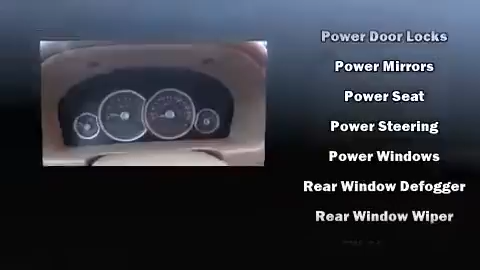 Power Door Locks
Power Mirrors
Power Seat
Power Steering
Power Windows
Rear Window Defogger
Rear Window Wiper